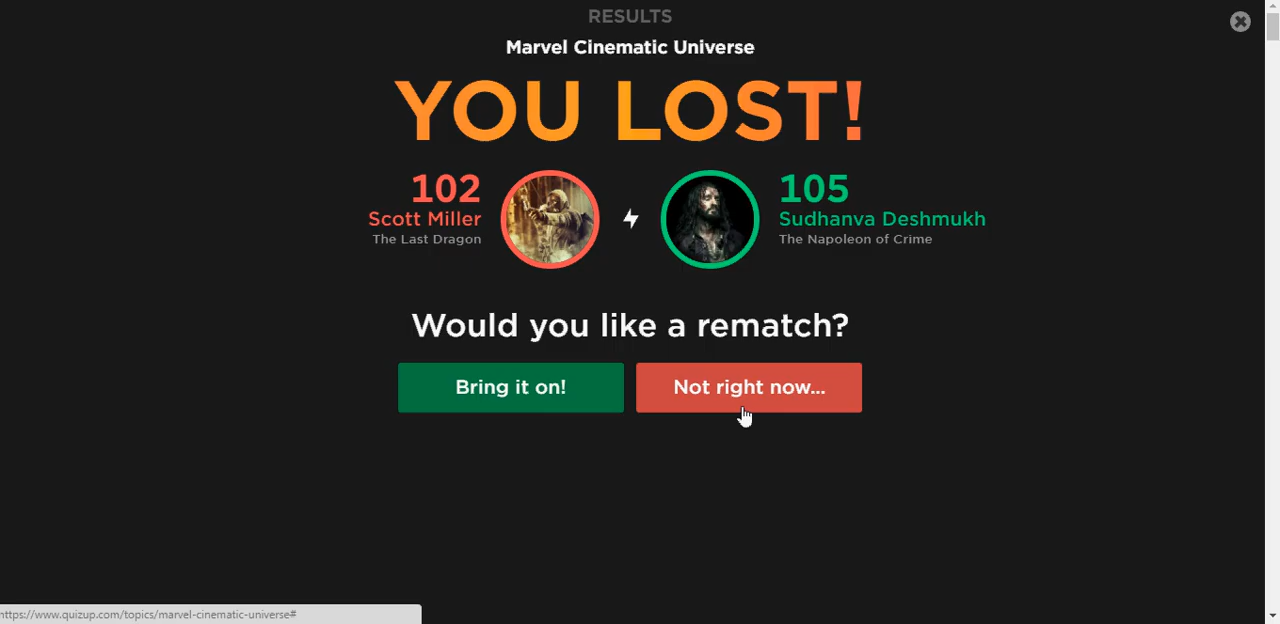 RESULTS
Marvel Cinematic Universe
YOU LOST!
102
Scott Miller
The Last Dragon
105
Sudhanva Deshmukh
The Napoleon of Crime
Would you like a rematch?
Bring it on!
Not right now...
https://www.quizup.com/topics/marvel-cinematic-universe#